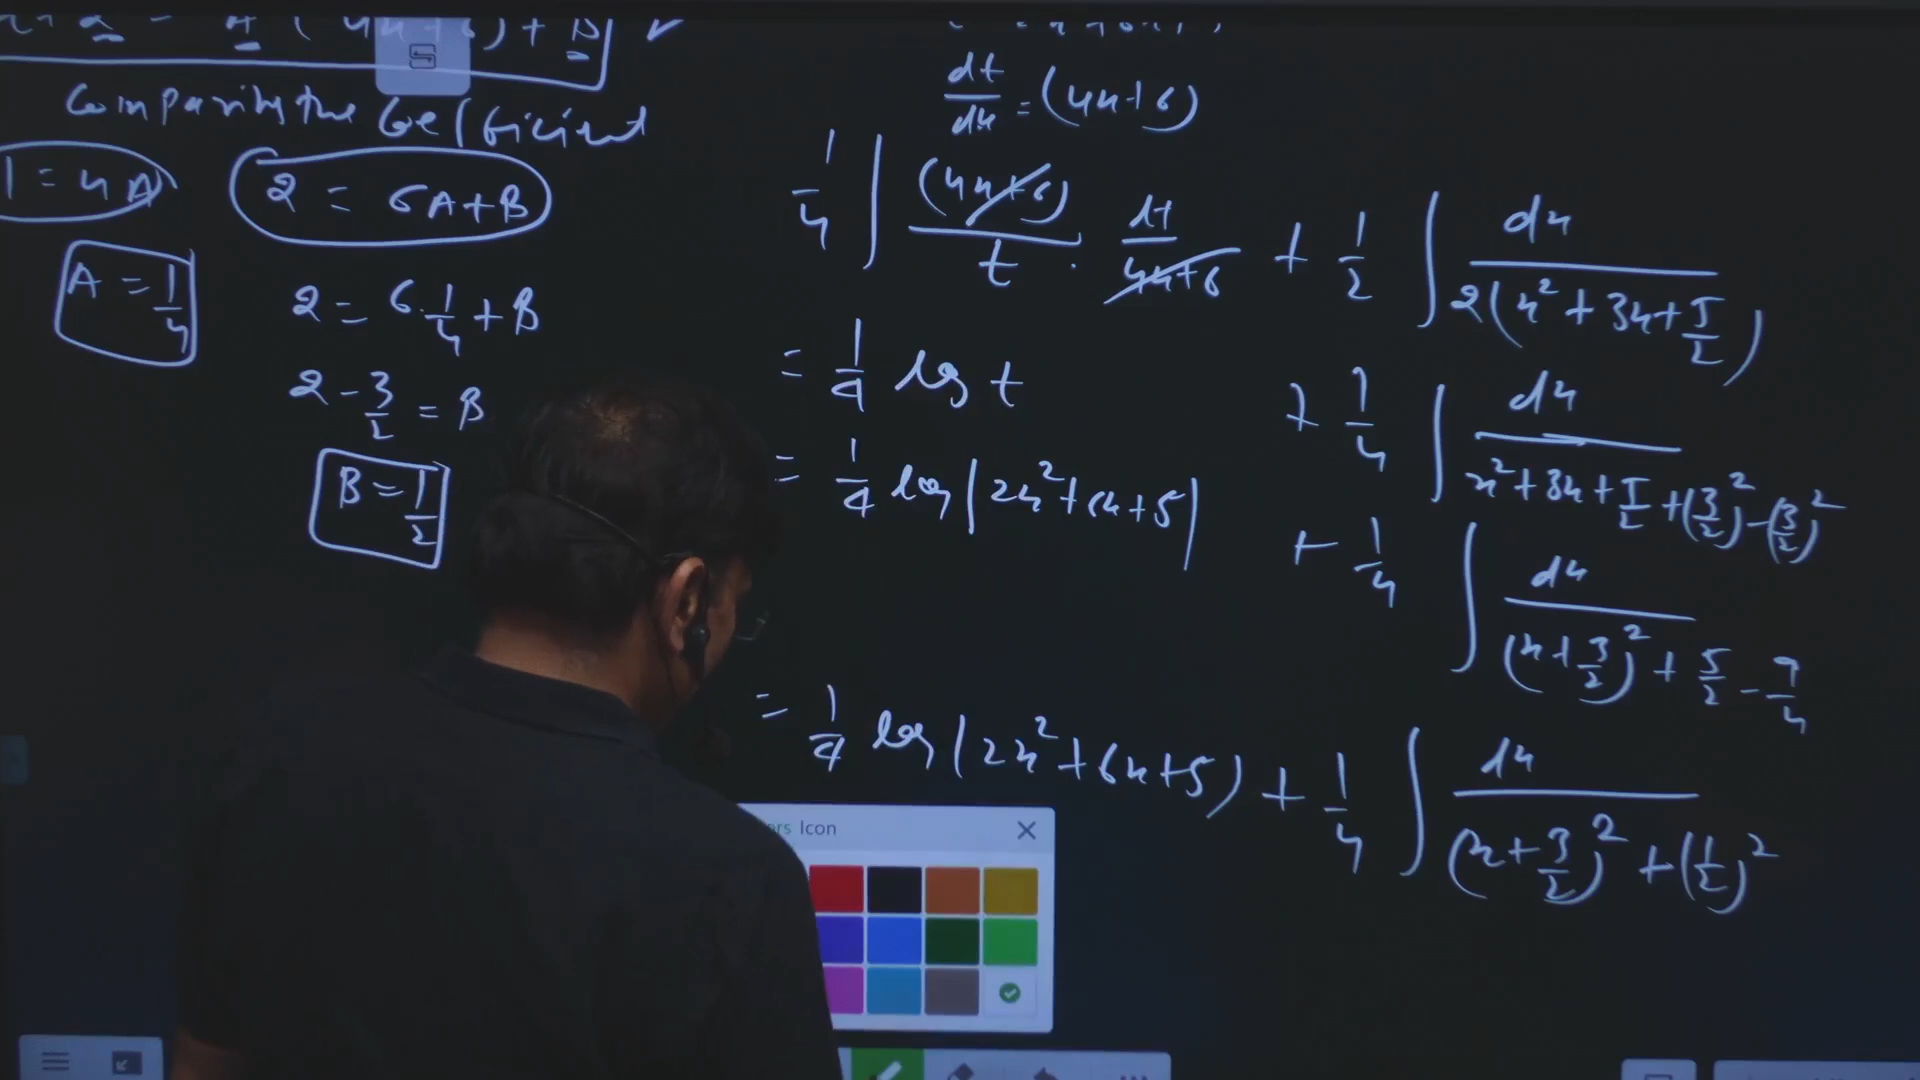 x+2 = A(4x+6)+B
Comparing the Coefficient
1 = 4A
2 = 6A+B
A = 1/4
2 = 6·1/4+B
2 - 3/2 = B
B = 1/2
dt/dx = (4x+6)
1/4 ∫ (4x+6)/t · dt/4x+6 + 1/2 ∫ dx/2(x²+3x+5/2)
= 1/4 log t + 1/4 ∫ dx/x²+3x+5/2+(3/2)²-(3/2)²
= 1/4 log|2x²+6x+5| + 1/4 ∫ dx/(x+3/2)²+5/2-9/4
= 1/4 log|2x²+6x+5| + 1/4 ∫ dx/(x+3/2)²+(1/2)²
Icon